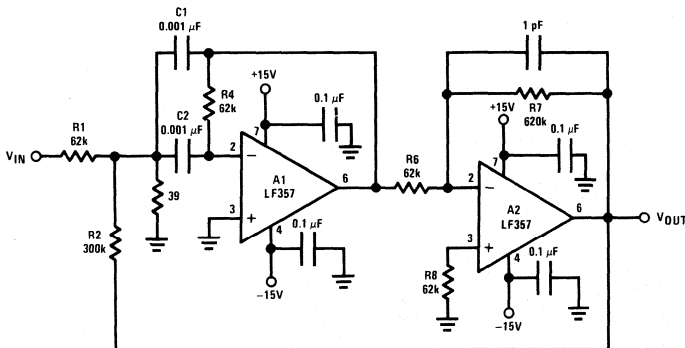 C1
0.001 μF
1 pF
+15V
0.1 μF
R4
62k
C2
0.001 μF
R7
620k
+15V
0.1 μF
R1
62k
VIN
7
2
−
A1
LF357
6
3
+
4
39
R2
300k
0.1 μF
−15V
R6
62k
7
2
−
A2
LF357
6
VOUT
3
+
4
R8
62k
0.1 μF
−15V